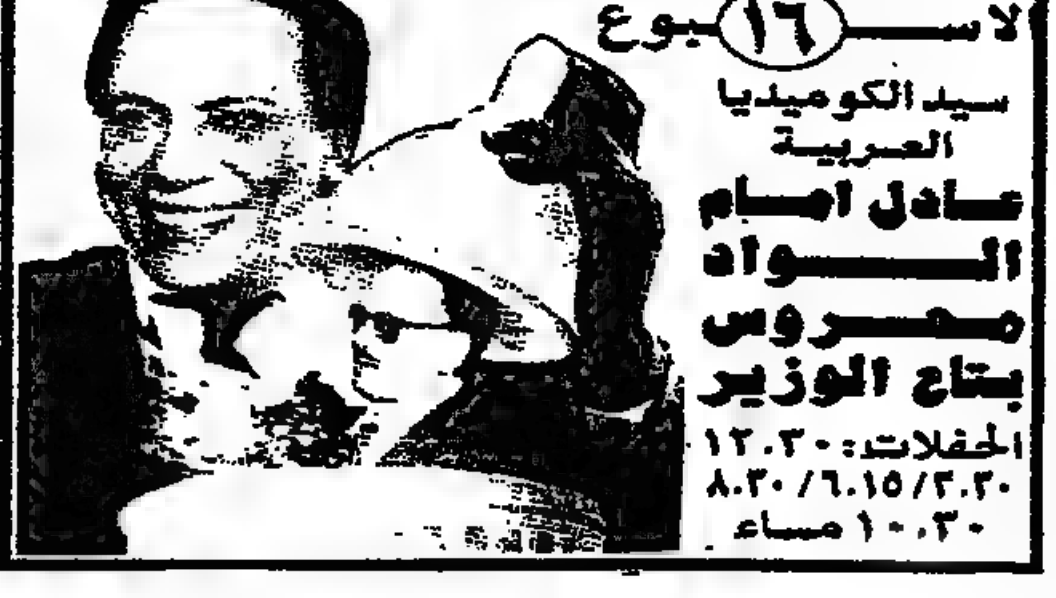 الاسبوع ١٦
سيد الكوميديا
العربية
عادل امام
الواد
محروس
بتاع الوزير
الحفلات: ١٢.٣٠
٣.٣٠ / ٦.١٥ / ٨.٣٠
١٠.٣٠ مساء